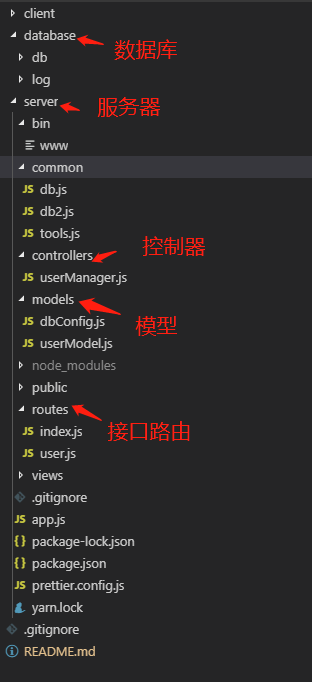 client
database
数据库
db
log
server
服务器
bin
www
common
JS db.js
JS db2.js
JS tools.js
controllers
控制器
JS userManager.js
models
模型
JS dbConfig.js
JS userModel.js
node_modules
public
routes
接口路由
JS index.js
JS user.js
views
.gitignore
JS app.js
{ } package-lock.json
{ } package.json
JS prettier.config.js
yarn.lock
.gitignore
README.md